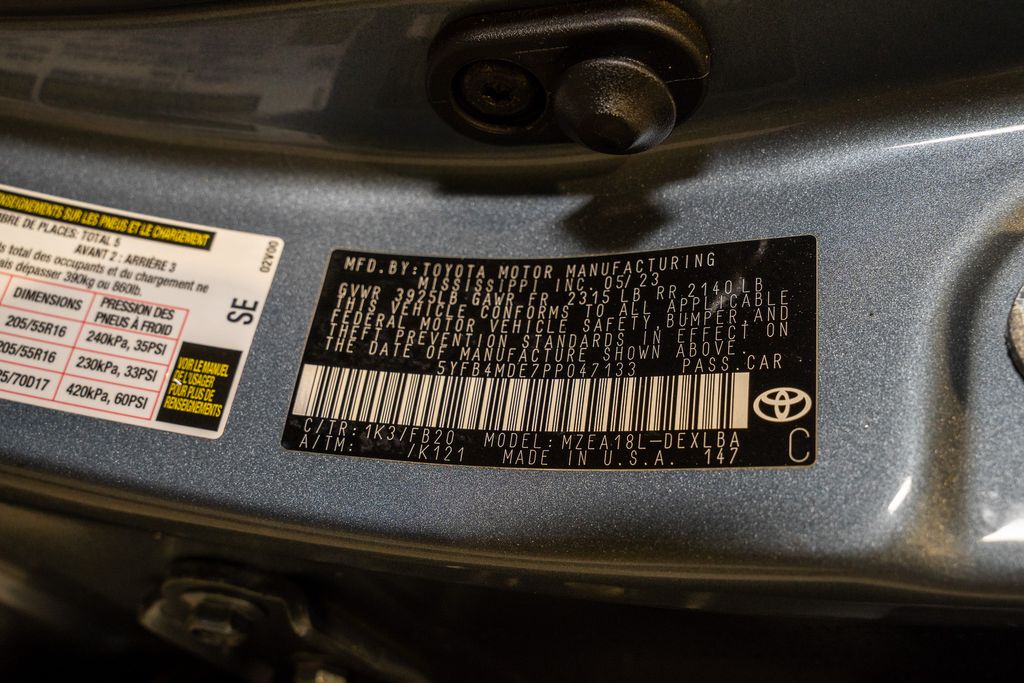 RENSEIGNEMENTS SUR LES PNEUS ET LE CHARGEMENT
DE PLACES: TOTAL 5
AVANT 2 : ARRIÈRE 3
total des occupants et du chargement ne
dépasser 390kg ou 860lb.
DIMENSIONS PRESSION DES PNEUS À FROID
205/55R16 240kPa, 35PSI
205/55R16 230kPa, 33PSI
5/70D17 420kPa, 60PSI
VOIR LE MANUEL
DE L'USAGER
POUR PLUS DE
RENSEIGNEMENTS
00A20
SE
MFD. BY: TOYOTA MOTOR MANUFACTURING
MISSISSIPPI INC. 05/23
GVWR 3925LB GAWR FR 2315 LB RR 2140 LB
THIS VEHICLE CONFORMS TO ALL APPLICABLE
FEDERAL MOTOR VEHICLE SAFETY BUMPER AND
THEFT PREVENTION STANDARDS IN EFFECT ON
THE DATE OF MANUFACTURE SHOWN ABOVE.
5YFB4MDE7PP047133 PASS. CAR
C/TR: 1K3/FB20 MODEL: MZEA18L-DEXLBA
A/TM: /K121 MADE IN U.S.A. 147
C